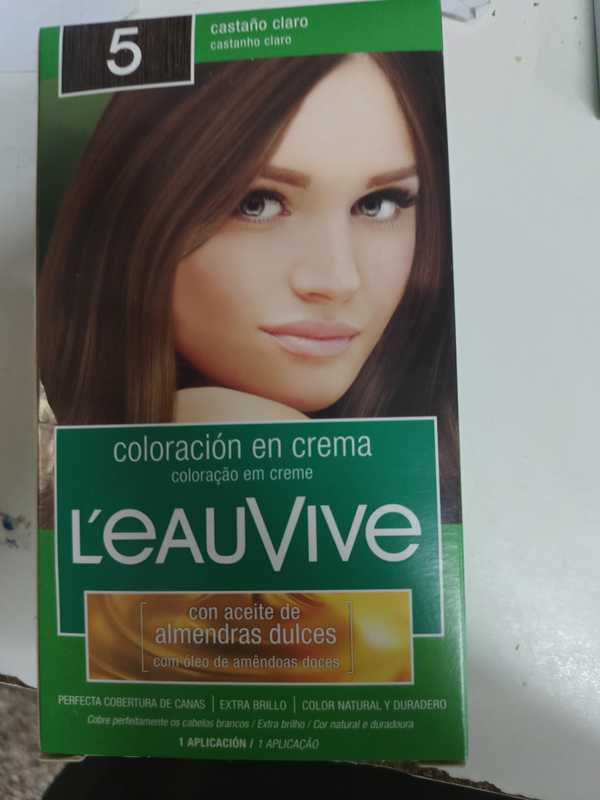 5
castaño claro
castanho claro
coloración en crema
coloração em creme
L'eauVive
con aceite de
almendras dulces
com óleo de amêndoas doces
PERFECTA COBERTURA DE CANAS | EXTRA BRILLO | COLOR NATURAL Y DURADERO
Cobre perfeitamente os cabelos brancos / Extra brilho / Cor natural e duradoura
1 APLICACIÓN / 1 APLICAÇÃO